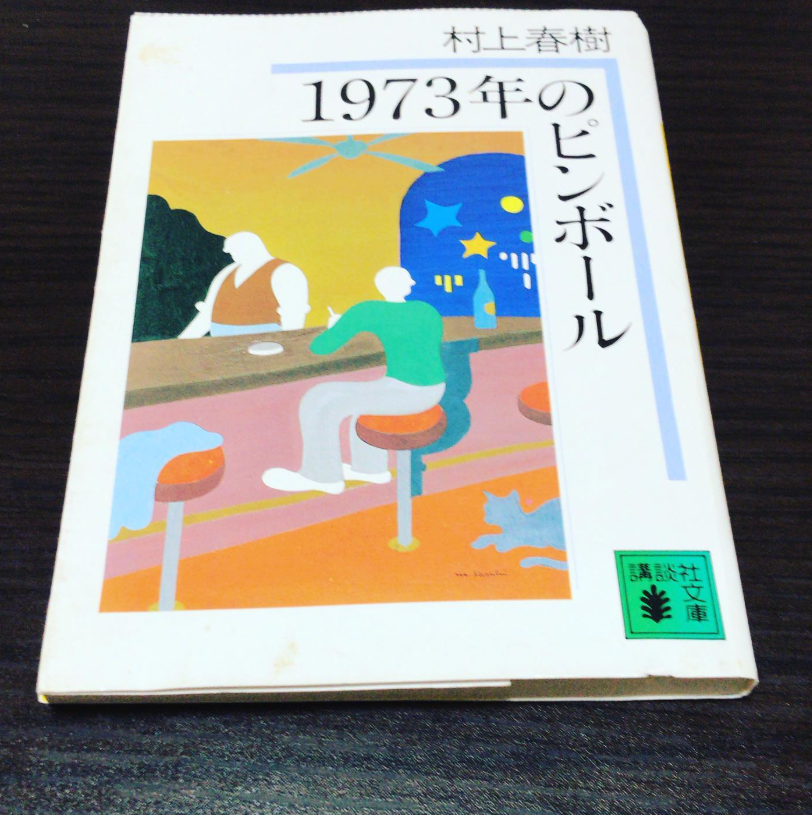 村上春樹
1973年のピンボール
講談社
文庫